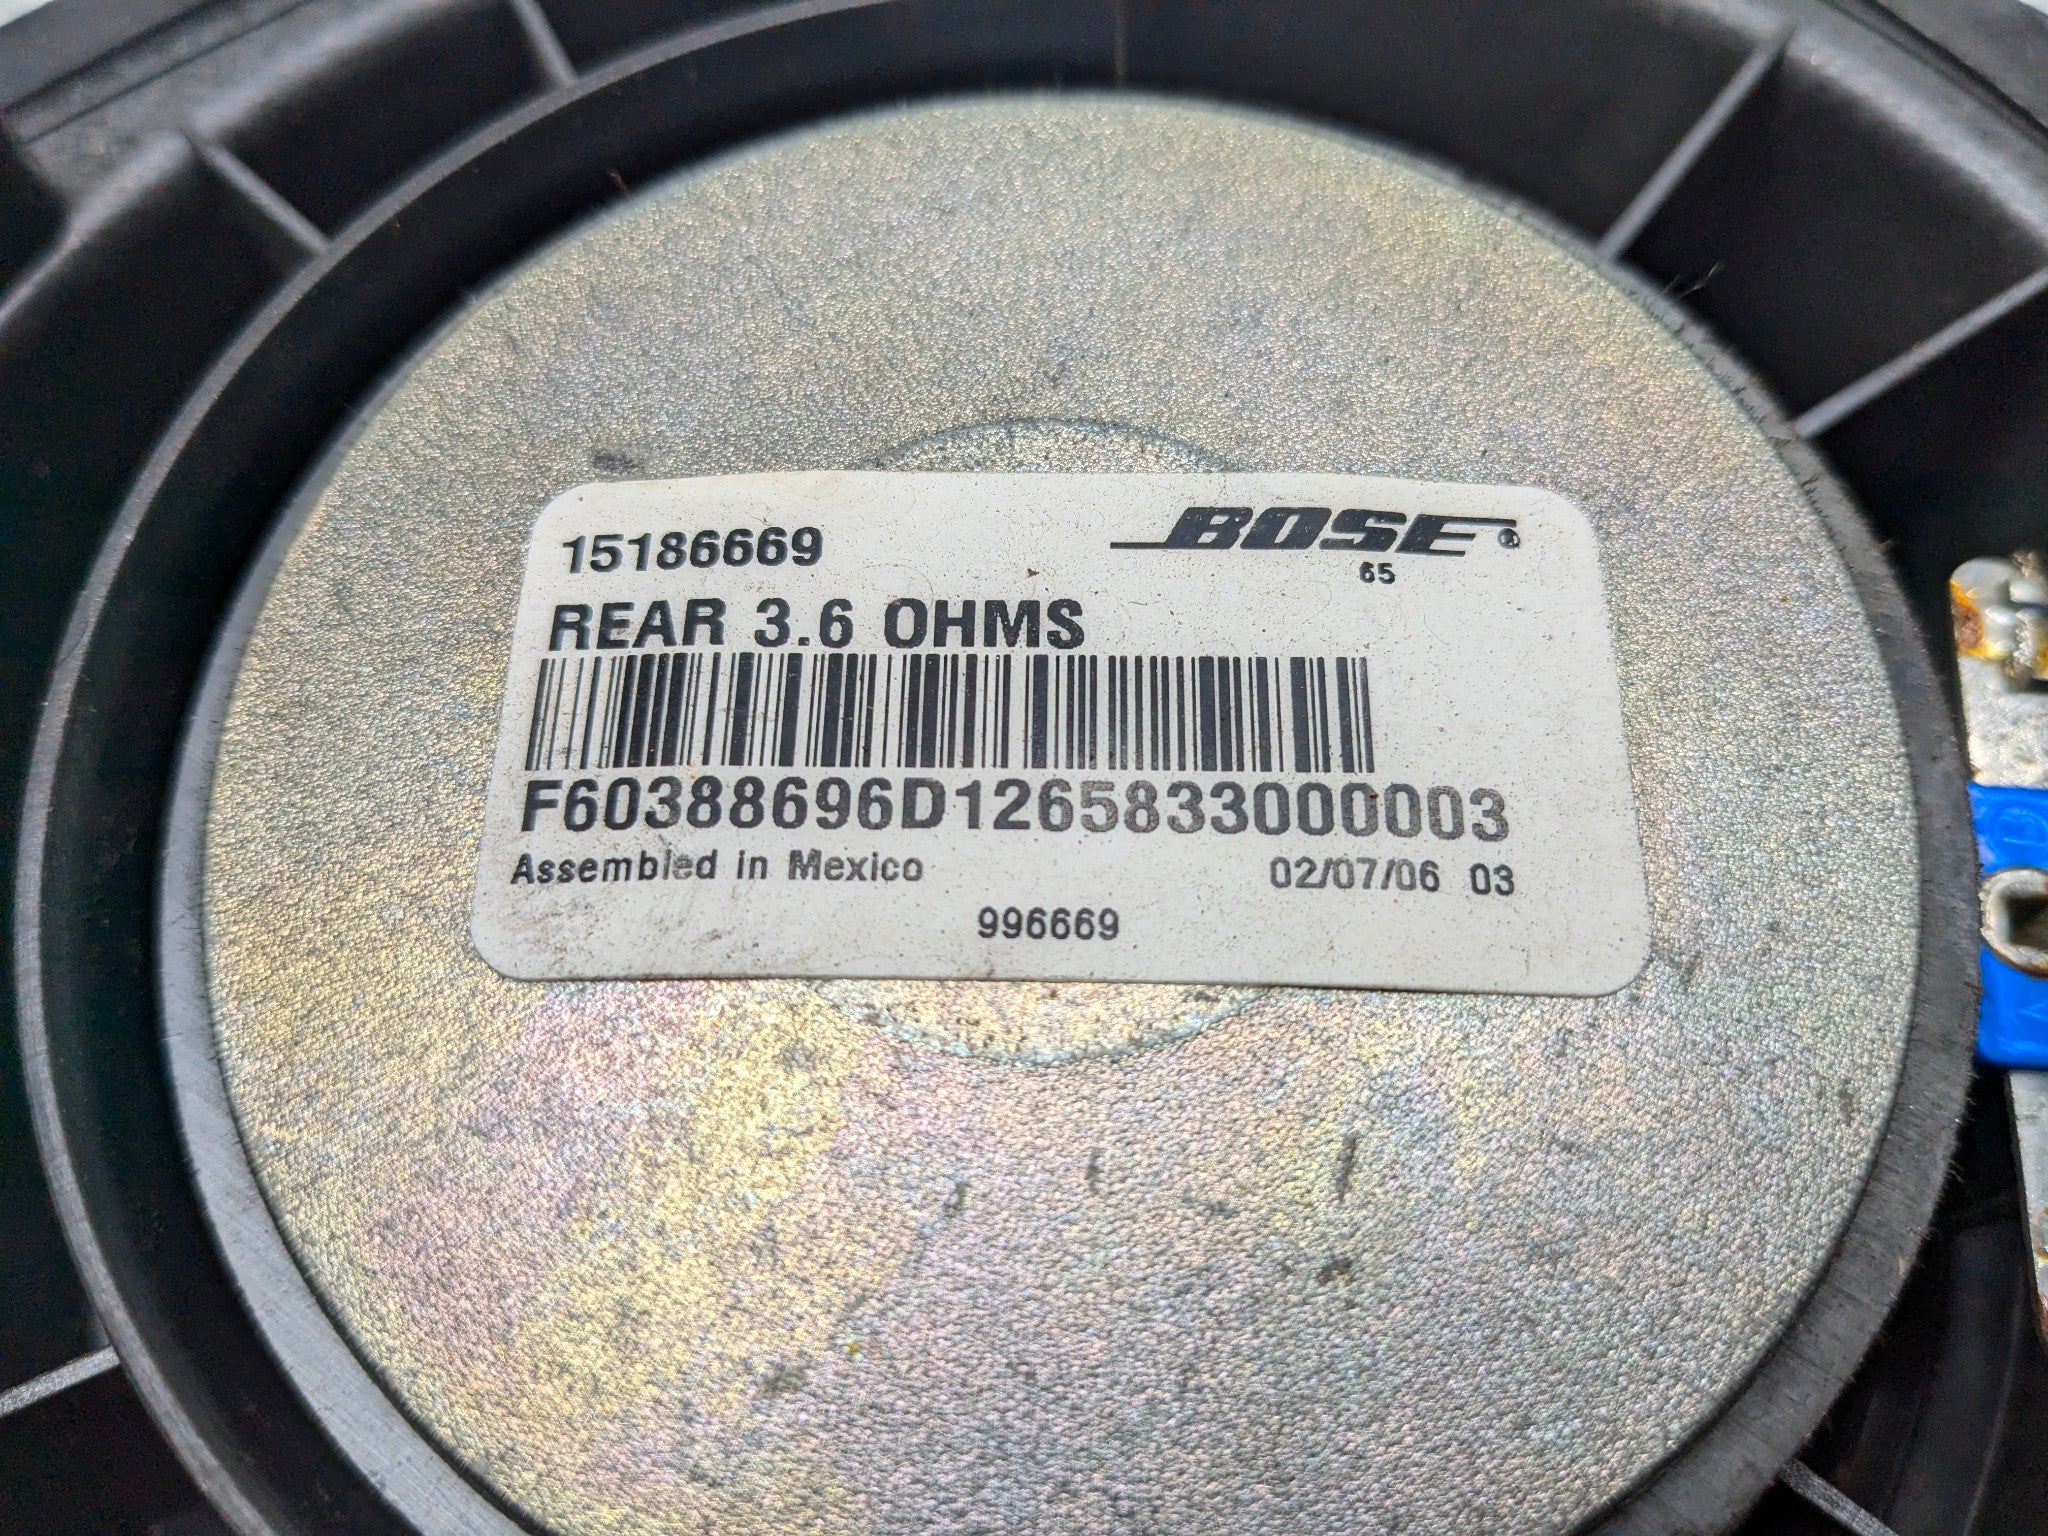 15186669
BOSE®
65
REAR 3.6 OHMS
F60388696D1265833000003
Assembled in Mexico 02/07/06 03
996669